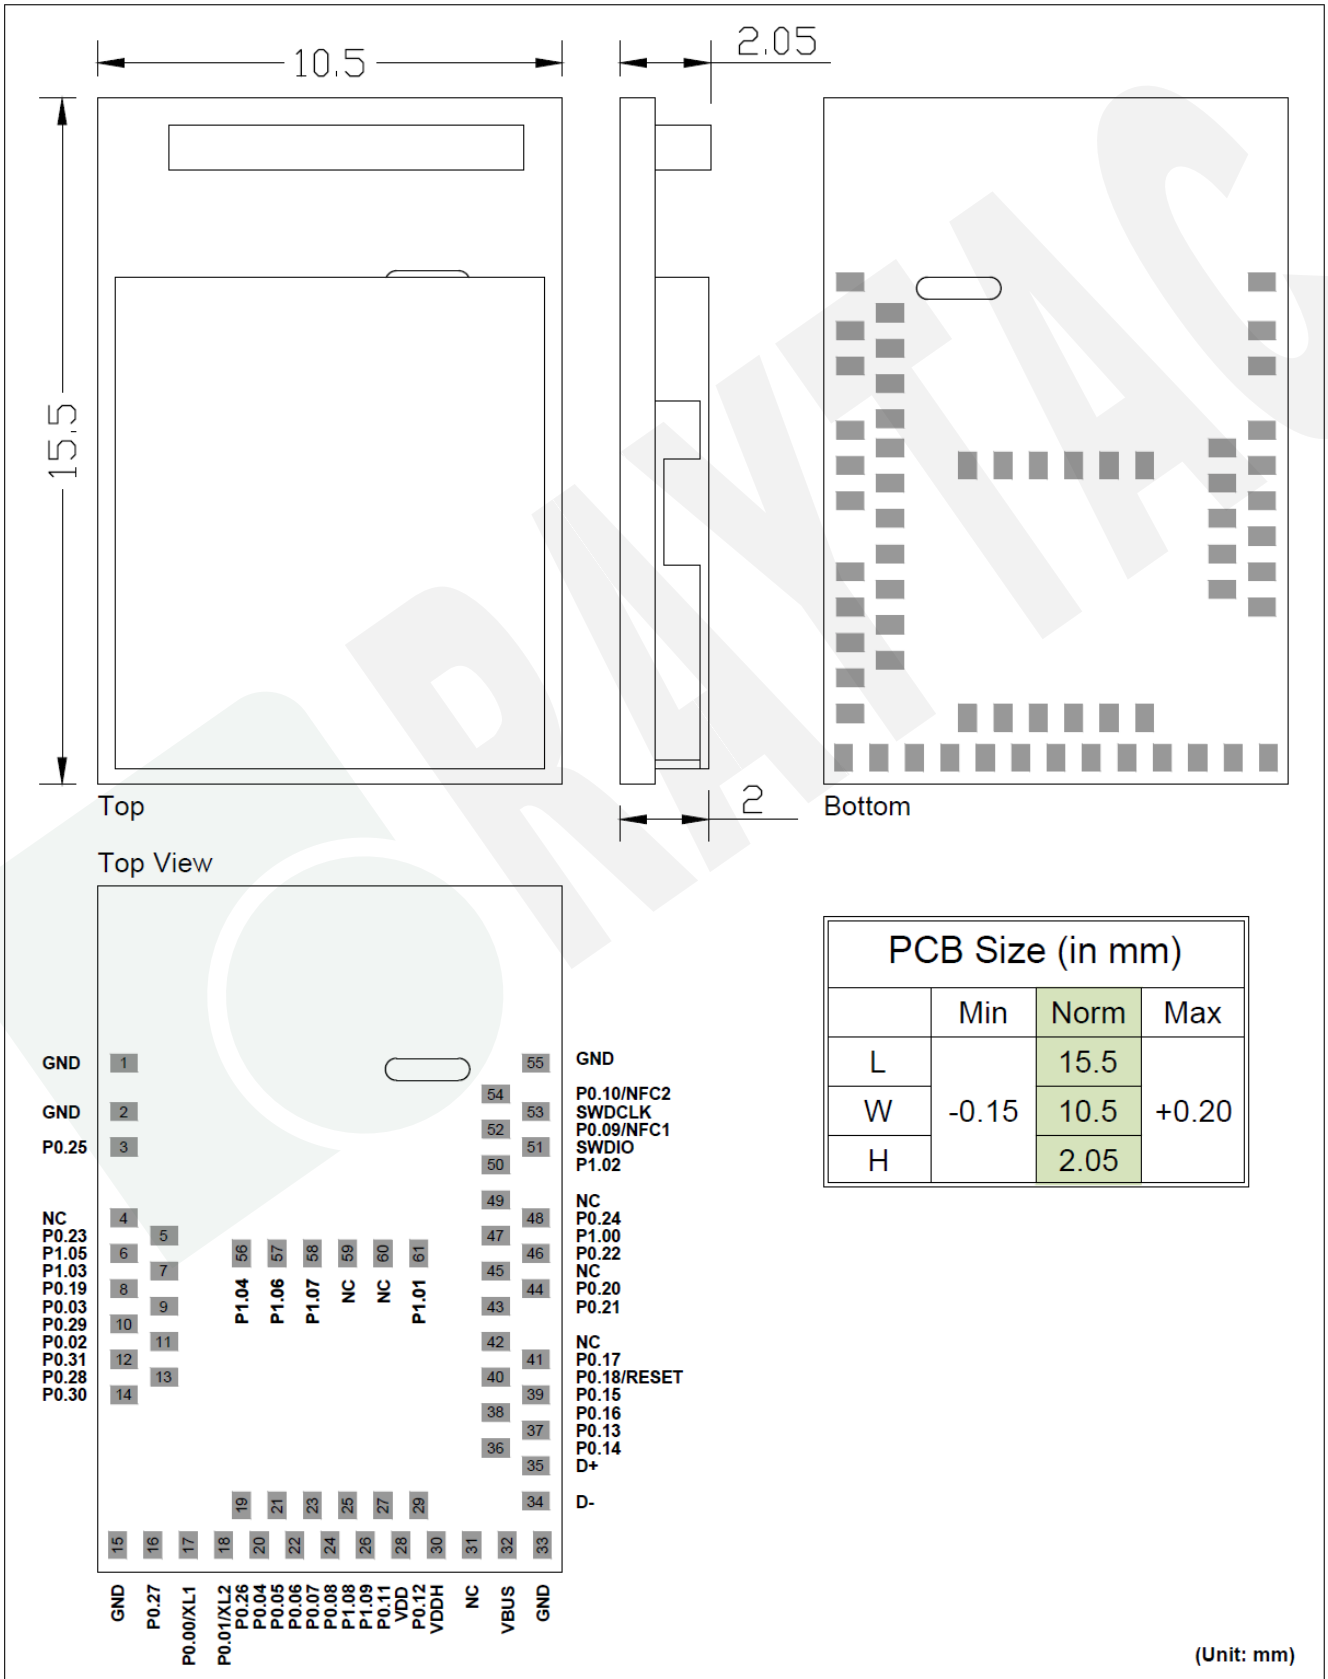 10.5
2.05
15.5
RAYTAC
Top
2
Bottom
Top View
PCB Size (in mm)
Min Norm Max
L 15.5
W -0.15 10.5 +0.20
H 2.05
GND 1
GND 2
P0.25 3
NC 4
P0.23 5
P1.05 6
P1.03 7
P0.19 8
P0.03 9
P0.29 10
P0.02 11
P0.31 12
P0.28 13
P0.30 14
56 57 58 59 60 61
P1.04 P1.06 P1.07 NC NC P1.01
55 GND
54 P0.10/NFC2
53 SWDCLK
52 P0.09/NFC1
51 SWDIO
50 P1.02
49 NC
48 P0.24
47 P1.00
46 P0.22
45 NC
44 P0.20
43 P0.21
42 NC
41 P0.17
40 P0.18/RESET
39 P0.15
38 P0.16
37 P0.13
36 P0.14
35 D+
34 D-
19 21 23 25 27 29
15 16 17 18 20 22 24 26 28 30 31 32 33
GND P0.27 P0.00/XL1 P0.01/XL2 P0.26 P0.04 P0.05 P0.06 P0.07 P0.08 P1.08 P1.09 P0.11 VDD P0.12 VDDH NC VBUS GND
(Unit: mm)